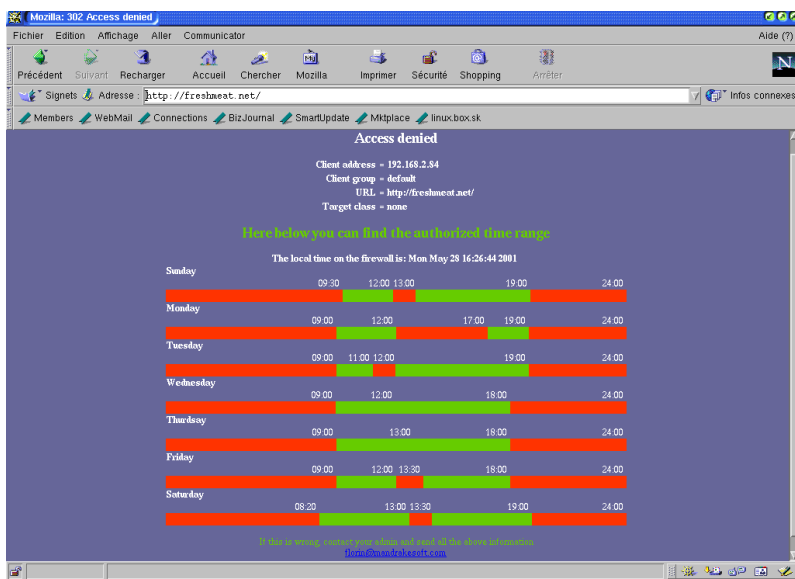 Mozilla: 302 Access denied
Fichier Edition Affichage Aller Communicator Aide (?)
Précédent Suivant Recharger Accueil Chercher Mozilla Imprimer Sécurité Shopping Arrêter
Signets Adresse : http://freshmeat.net/ Infos connexes
Members WebMail Connections BizJournal SmartUpdate Mktplace linux.box.sk
Access denied
Client address = 192.168.2.84
Client group = default
URL = http://freshmeat.net/
Target class = none
Here below you can find the authorized time range
The local time on the firewall is: Mon May 28 16:26:44 2001
Sunday
09:30 12:00 13:00 19:00 24:00
Monday
09:00 12:00 17:00 19:00 24:00
Tuesday
09:00 11:00 12:00 19:00 24:00
Wednesday
09:00 12:00 18:00 24:00
Thurdsay
09:00 13:00 18:00 24:00
Friday
09:00 12:00 13:30 18:00 24:00
Saturday
08:20 13:00 13:30 19:00 24:00
If this is wrong, contact your admin and send all the above information
florin@mandrakesoft.com